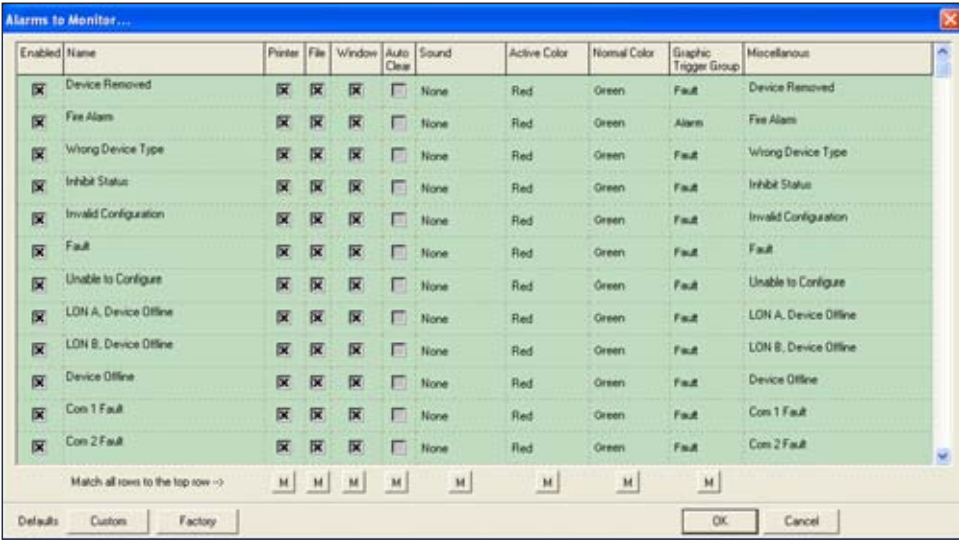 Alarms to Monitor...
Enabled Name Printer File Window Auto Clear Sound Active Color Normal Color Graphic Trigger Group Miscellanous
Device Removed None Red Green Fault Device Removed
Fire Alarm None Red Green Alarm Fire Alarm
Wrong Device Type None Red Green Fault Wrong Device Type
Inhibit Status None Red Green Fault Inhibit Status
Invalid Configuration None Red Green Fault Invalid Configuration
Fault None Red Green Fault Fault
Unable to Configure None Red Green Fault Unable to Configure
LON A, Device Offline None Red Green Fault LON A, Device Offline
LON B, Device Offline None Red Green Fault LON B, Device Offline
Device Offline None Red Green Fault Device Offline
Com 1 Fault None Red Green Fault Com 1 Fault
Com 2 Fault None Red Green Fault Com 2 Fault
Match all rows to the top row --> M M M M M M M M
Defaults Custom Factory OK Cancel